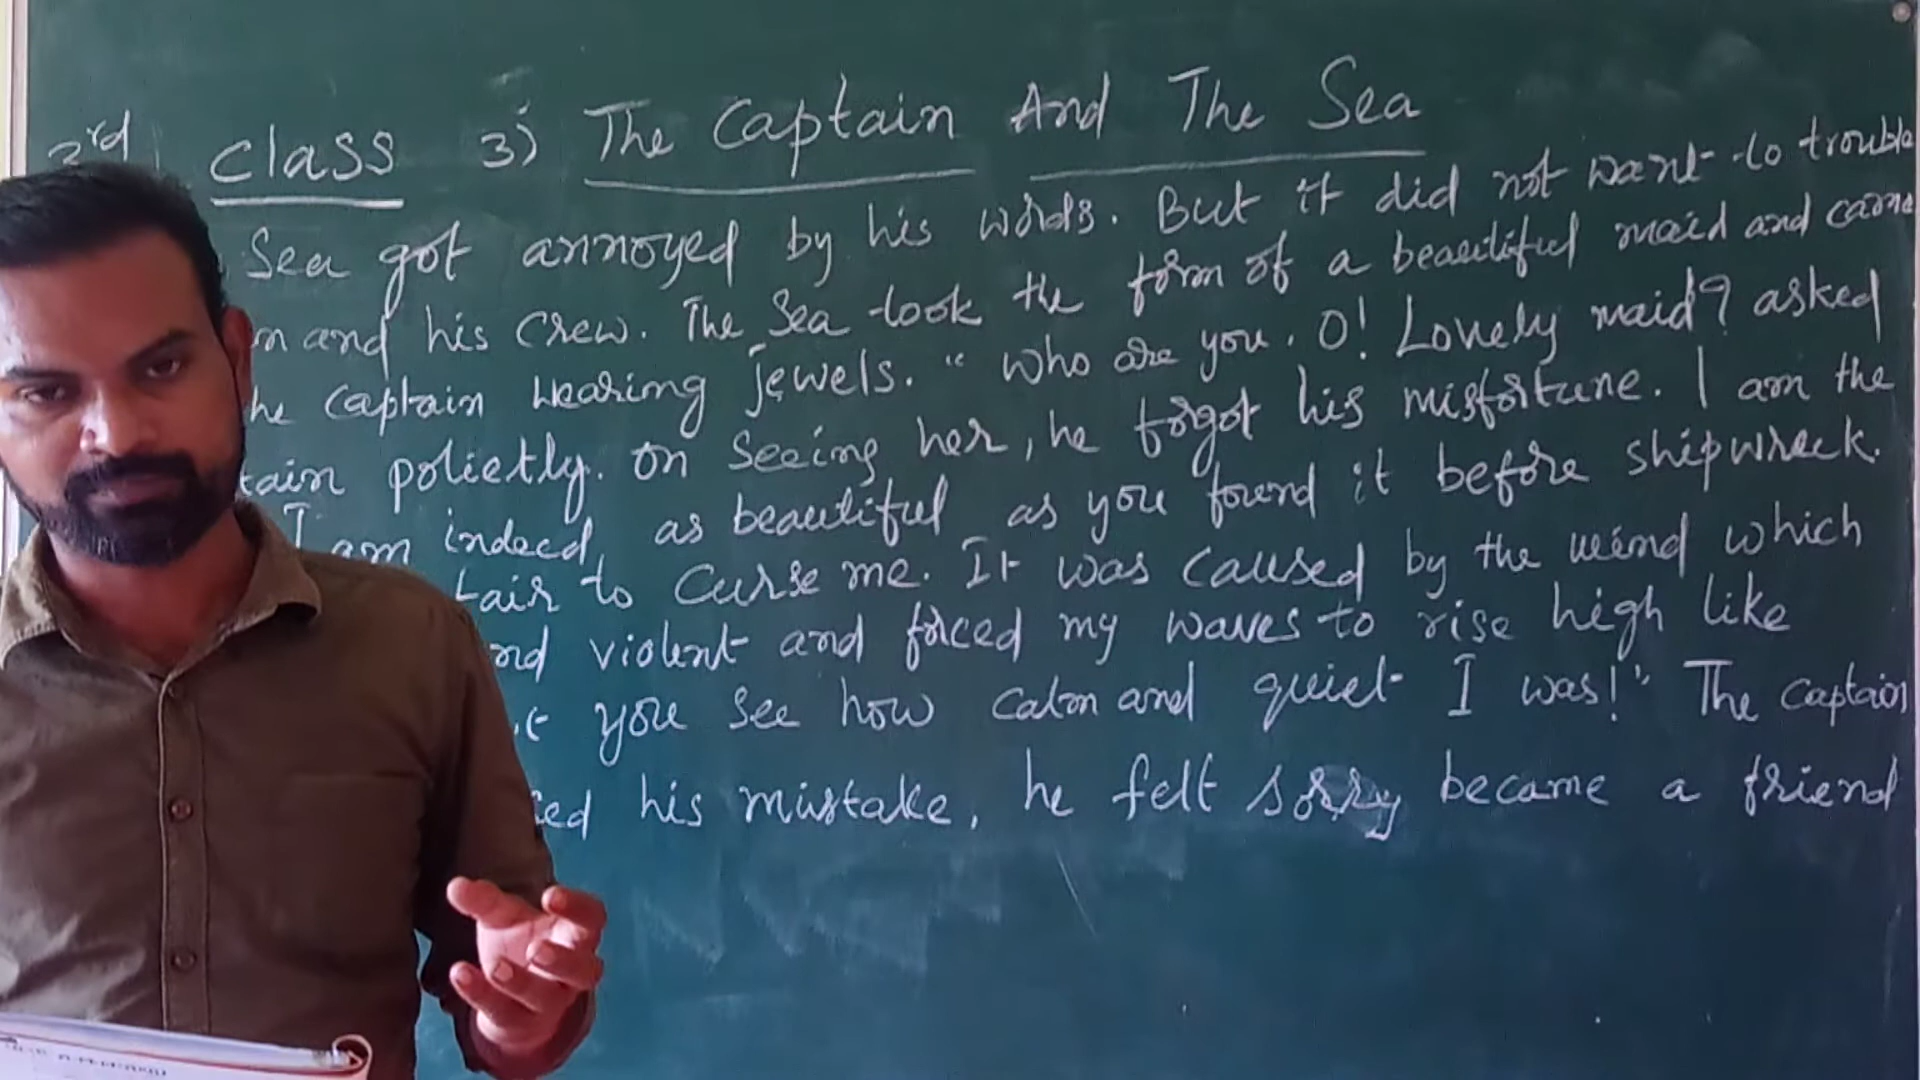 3rd class 3) The Captain And The Sea
Sea got annoyed by his words. But it did not want to trouble
and his crew. The Sea took the form of a beautiful maid and came
captain wearing jewels. "Who are you. O! Lovely maid? asked
polietly. On seeing her, he forgot his misfortune. I am the
I am indeed, as beautiful as you found it before shipwreck.
to curse me. It was caused by the wind which
violent and forced my waves to rise high like
you see how calm and quiet I was!" The Captain
his mistake, he felt sorry became a friend